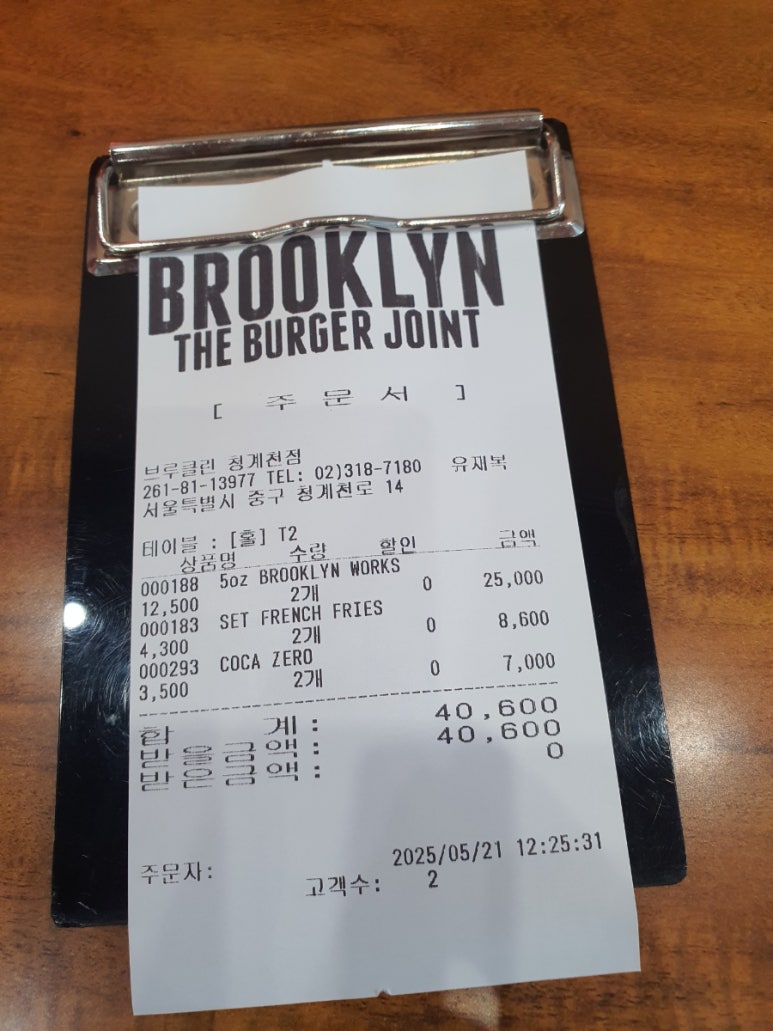 BROOKLYN
THE BURGER JOINT
[ 주 문 서 ]
브루클린 청계천점
261-81-13977 TEL: 02)318-7180 유재복
서울특별시 중구 청계천로 14
테이블 : [홀] T2
상품명 수량 할인 금액
000188 5oz BROOKLYN WORKS
12,500 2개 0 25,000
000183 SET FRENCH FRIES
4,300 2개 0 8,600
000293 COCA ZERO
3,500 2개 0 7,000
합 계 : 40,600
받을금액 : 40,600
받은금액 : 0
2025/05/21 12:25:31
주문자: 고객수: 2